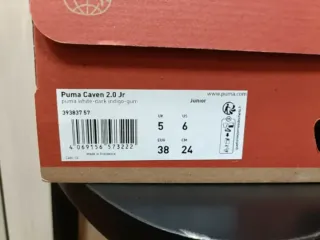 www.puma.com
Puma Caven 2.0 Jr
puma white-dark indigo-gum
Junior
393837 57
UK US
5 6
EUR CM
38 24
4 069156 573222